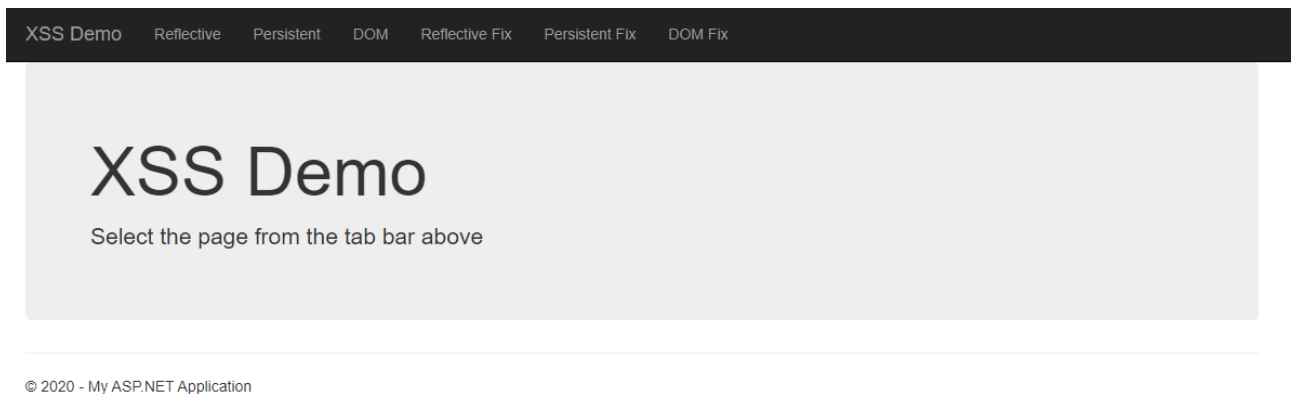 XSS Demo Reflective Persistent DOM Reflective Fix Persistent Fix DOM Fix
XSS Demo
Select the page from the tab bar above
© 2020 - My ASP.NET Application